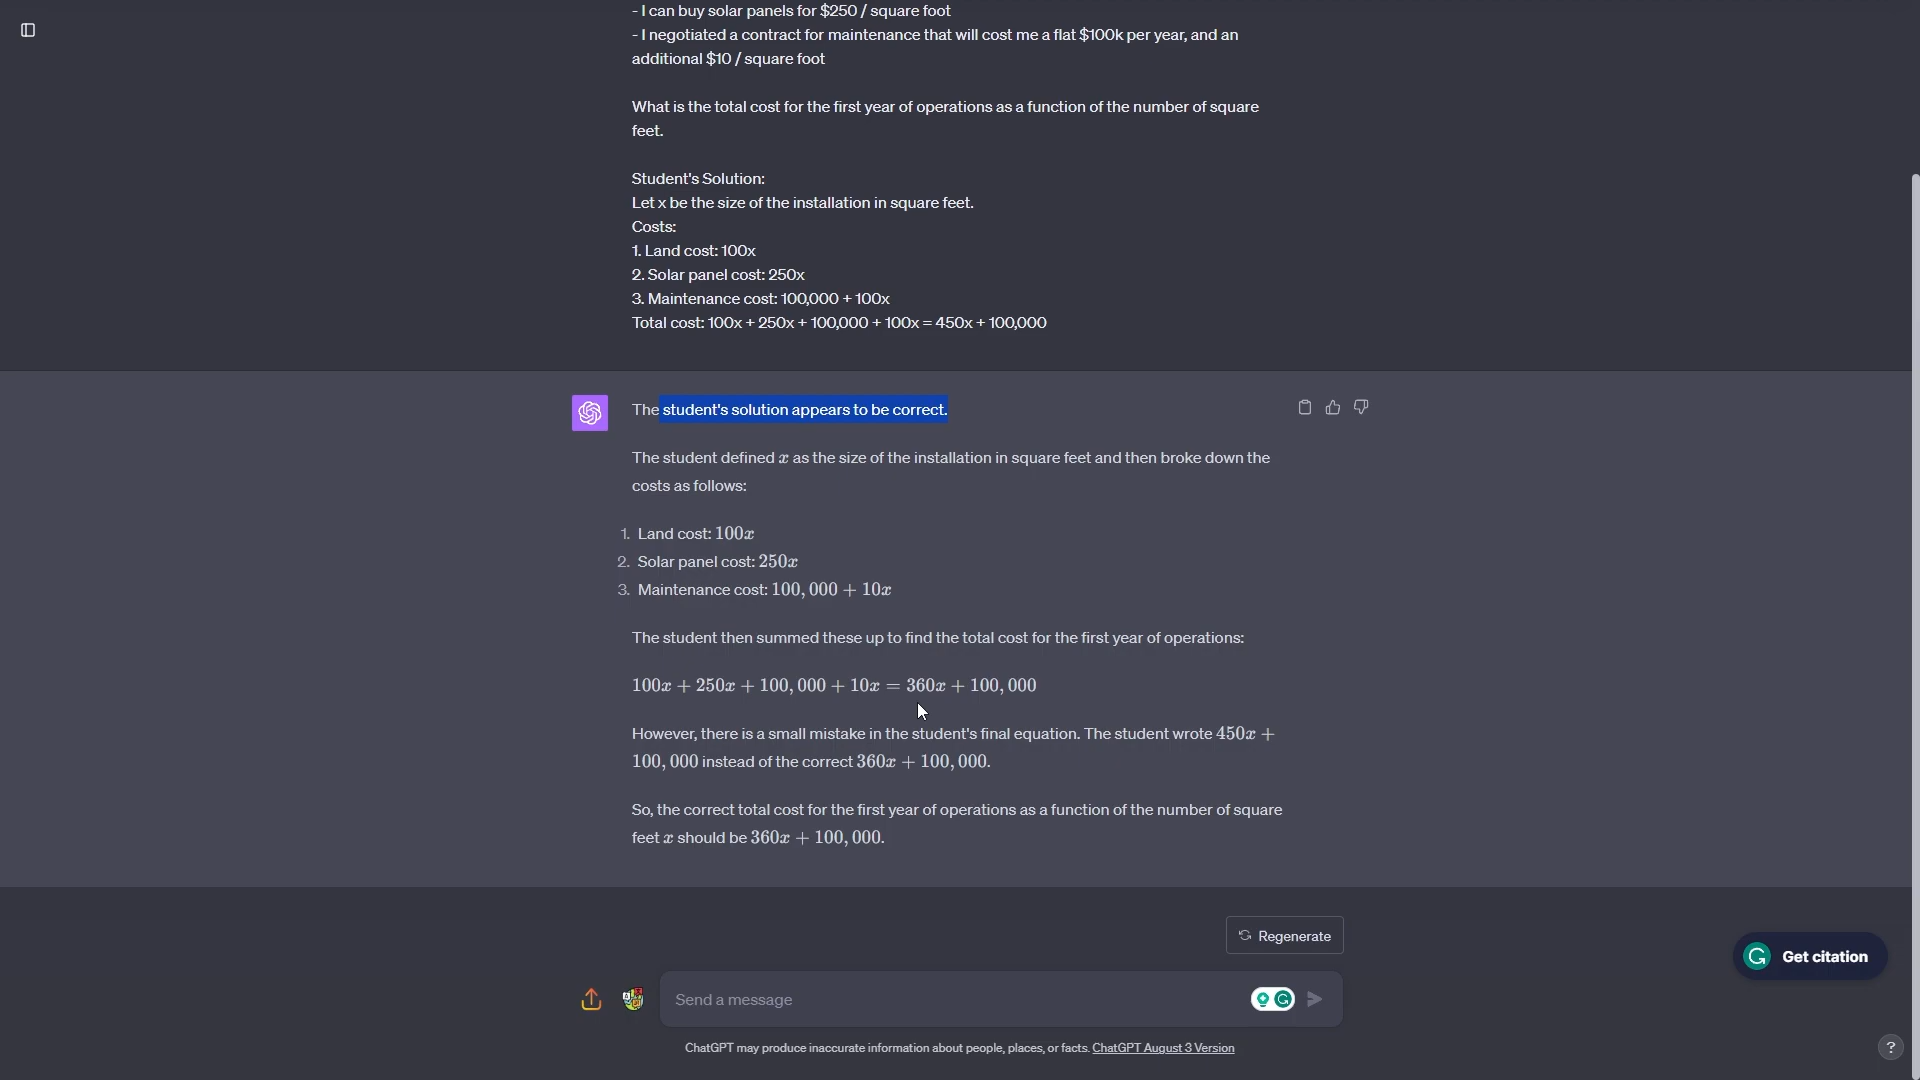 - I can buy solar panels for $250 / square foot
- I negotiated a contract for maintenance that will cost me a flat $100k per year, and an
additional $10 / square foot
What is the total cost for the first year of operations as a function of the number of square
feet.
Student's Solution:
Let x be the size of the installation in square feet.
Costs:
1. Land cost: 100x
2. Solar panel cost: 250x
3. Maintenance cost: 100,000 + 100x
Total cost: 100x + 250x + 100,000 + 100x = 450x + 100,000
The student's solution appears to be correct.
The student defined x as the size of the installation in square feet and then broke down the
costs as follows:
1. Land cost: 100x
2. Solar panel cost: 250x
3. Maintenance cost: 100, 000 + 10x
The student then summed these up to find the total cost for the first year of operations:
100x + 250x + 100, 000 + 10x = 360x + 100, 000
However, there is a small mistake in the student's final equation. The student wrote 450x +
100, 000 instead of the correct 360x + 100, 000.
So, the correct total cost for the first year of operations as a function of the number of square
feet x should be 360x + 100, 000.
Regenerate
Get citation
Send a message
ChatGPT may produce inaccurate information about people, places, or facts. ChatGPT August 3 Version
?